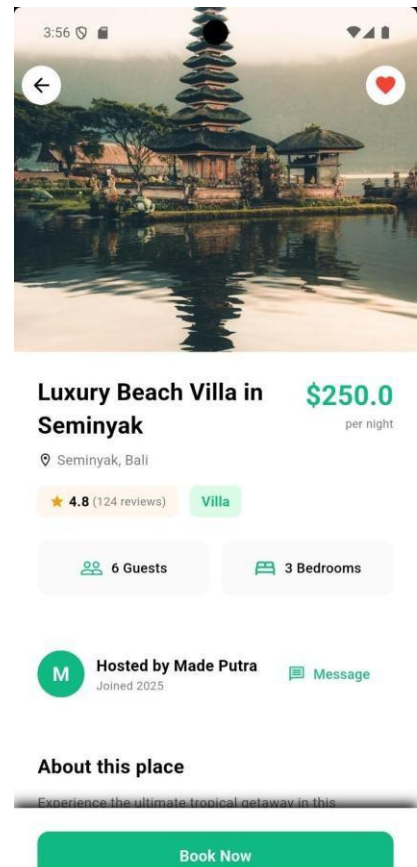 3:56
Luxury Beach Villa in
Seminyak
$250.0
per night
Seminyak, Bali
4.8 (124 reviews)
Villa
6 Guests
3 Bedrooms
M
Hosted by Made Putra
Joined 2025
Message
About this place
Experience the ultimate tropical getaway in this
Book Now